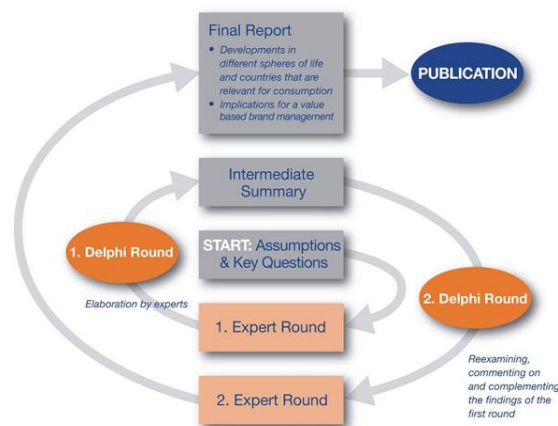 Final Report
• Developments in
different spheres of life
and countries that are
relevant for consumption
• Implications for a value
based brand management
PUBLICATION
Intermediate
Summary
1. Delphi Round
START: Assumptions
& Key Questions
Elaboration by experts
2. Delphi Round
1. Expert Round
Reexamining,
commenting on
and complementing
the findings of the
first round
2. Expert Round